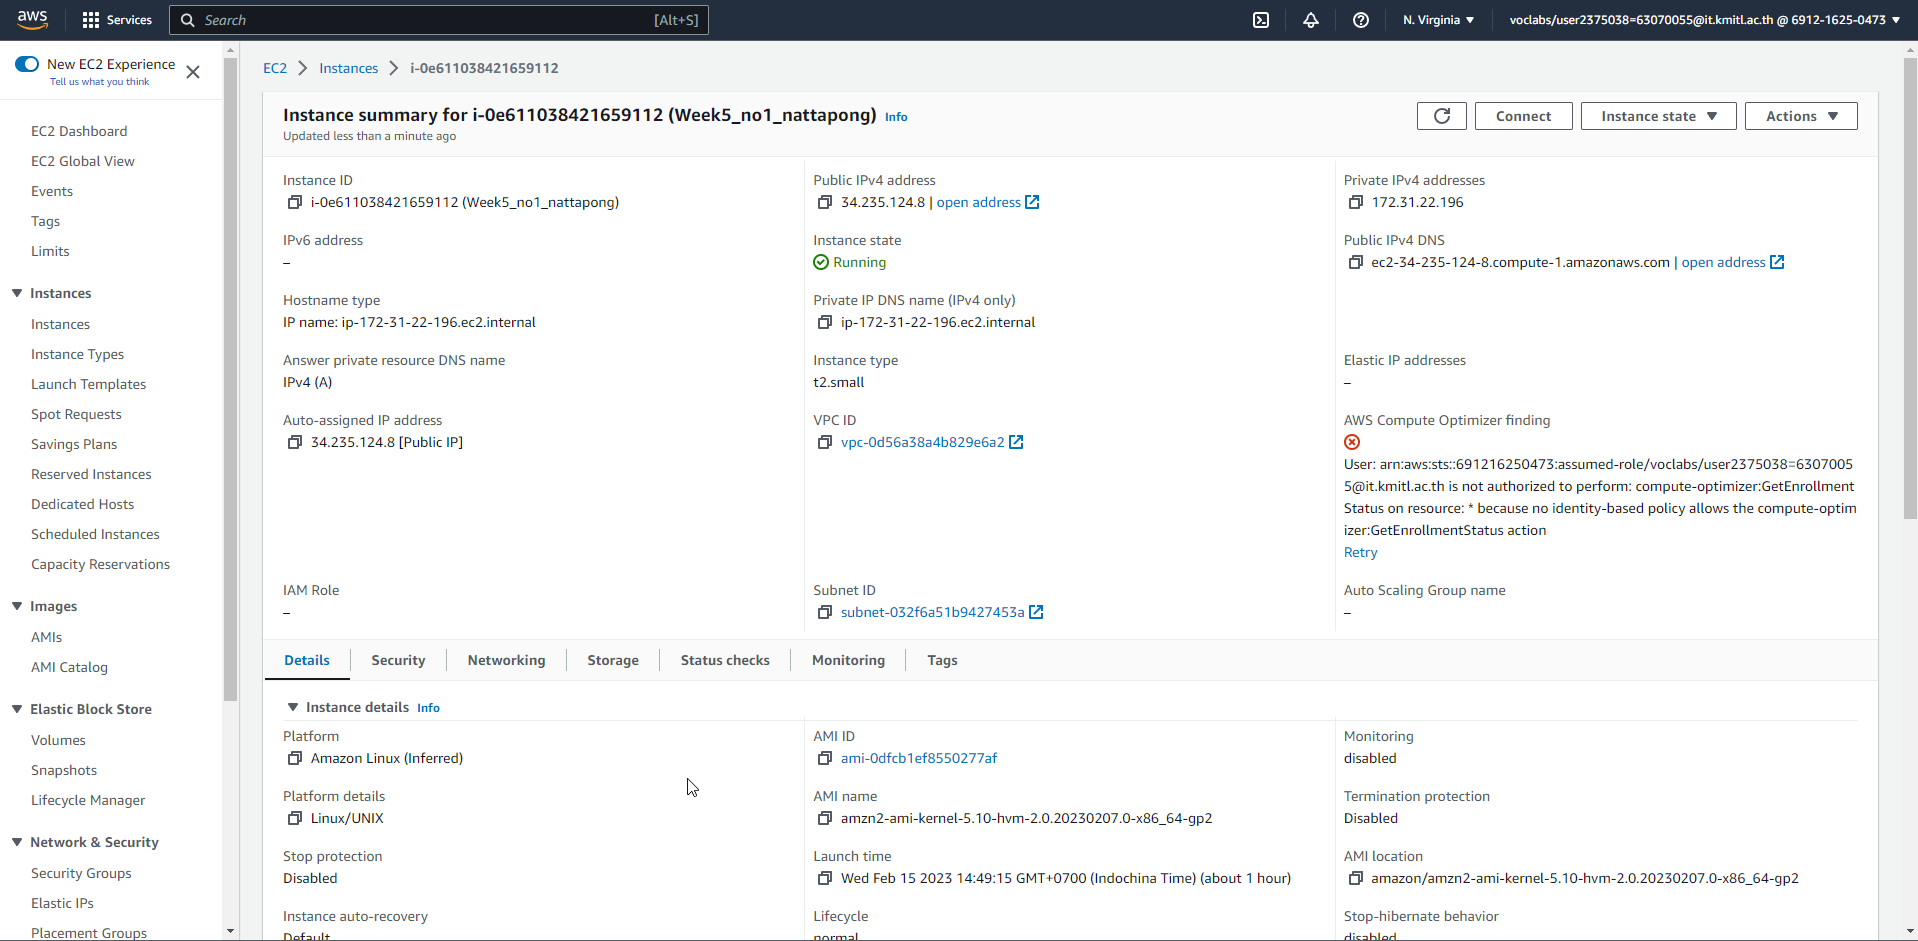 aws
Services
Search
[Alt+S]
N. Virginia
voclabs/user2375038=63070055@it.kmitl.ac.th @ 6912-1625-0473
New EC2 Experience
Tell us what you think
EC2 Dashboard
EC2 Global View
Events
Tags
Limits
Instances
Instances
Instance Types
Launch Templates
Spot Requests
Savings Plans
Reserved Instances
Dedicated Hosts
Scheduled Instances
Capacity Reservations
Images
AMIs
AMI Catalog
Elastic Block Store
Volumes
Snapshots
Lifecycle Manager
Network & Security
Security Groups
Elastic IPs
Placement Groups
EC2
Instances
i-0e611038421659112
Instance summary for i-0e611038421659112 (Week5_no1_nattapong) Info
Updated less than a minute ago
Connect
Instance state
Actions
Instance ID
i-0e611038421659112 (Week5_no1_nattapong)
Public IPv4 address
34.235.124.8 | open address
Private IPv4 addresses
172.31.22.196
IPv6 address
–
Instance state
Running
Public IPv4 DNS
ec2-34-235-124-8.compute-1.amazonaws.com | open address
Hostname type
IP name: ip-172-31-22-196.ec2.internal
Private IP DNS name (IPv4 only)
ip-172-31-22-196.ec2.internal
Answer private resource DNS name
IPv4 (A)
Instance type
t2.small
Elastic IP addresses
–
Auto-assigned IP address
34.235.124.8 [Public IP]
VPC ID
vpc-0d56a38a4b829e6a2
AWS Compute Optimizer finding
User: arn:aws:sts::691216250473:assumed-role/voclabs/user2375038=6307005
5@it.kmitl.ac.th is not authorized to perform: compute-optimizer:GetEnrollment
Status on resource: * because no identity-based policy allows the compute-optim
izer:GetEnrollmentStatus action
Retry
IAM Role
–
Subnet ID
subnet-032f6a51b9427453a
Auto Scaling Group name
–
Details
Security
Networking
Storage
Status checks
Monitoring
Tags
Instance details Info
Platform
Amazon Linux (Inferred)
AMI ID
ami-0dfcb1ef8550277af
Monitoring
disabled
Platform details
Linux/UNIX
AMI name
amzn2-ami-kernel-5.10-hvm-2.0.20230207.0-x86_64-gp2
Termination protection
Disabled
Stop protection
Disabled
Launch time
Wed Feb 15 2023 14:49:15 GMT+0700 (Indochina Time) (about 1 hour)
AMI location
amazon/amzn2-ami-kernel-5.10-hvm-2.0.20230207.0-x86_64-gp2
Instance auto-recovery
Default
Lifecycle
normal
Stop-hibernate behavior
disabled